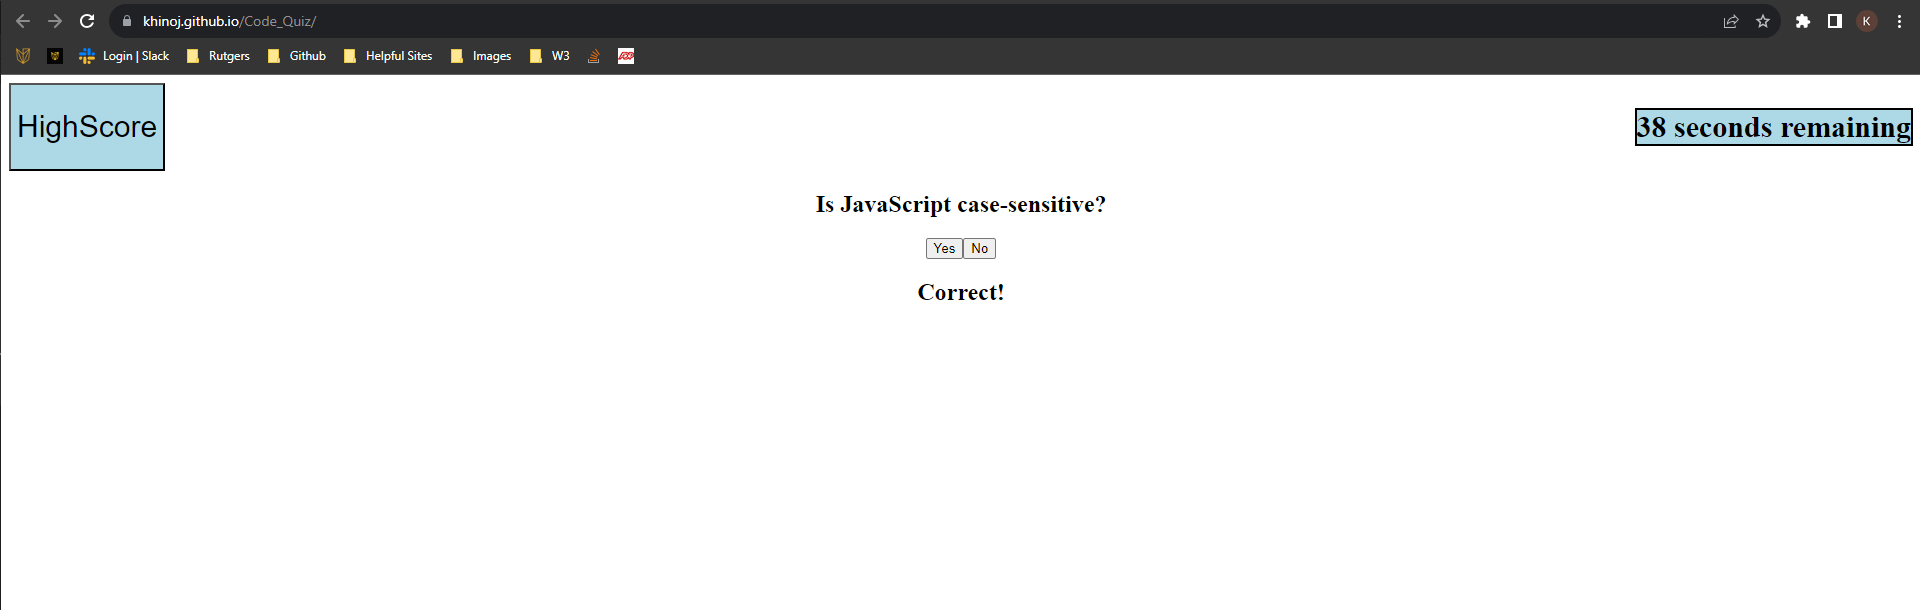 khinoj.github.io/Code_Quiz/
K
Login | Slack Rutgers Github Helpful Sites Images W3 ADP
HighScore
38 seconds remaining
Is JavaScript case-sensitive?
Yes No
Correct!